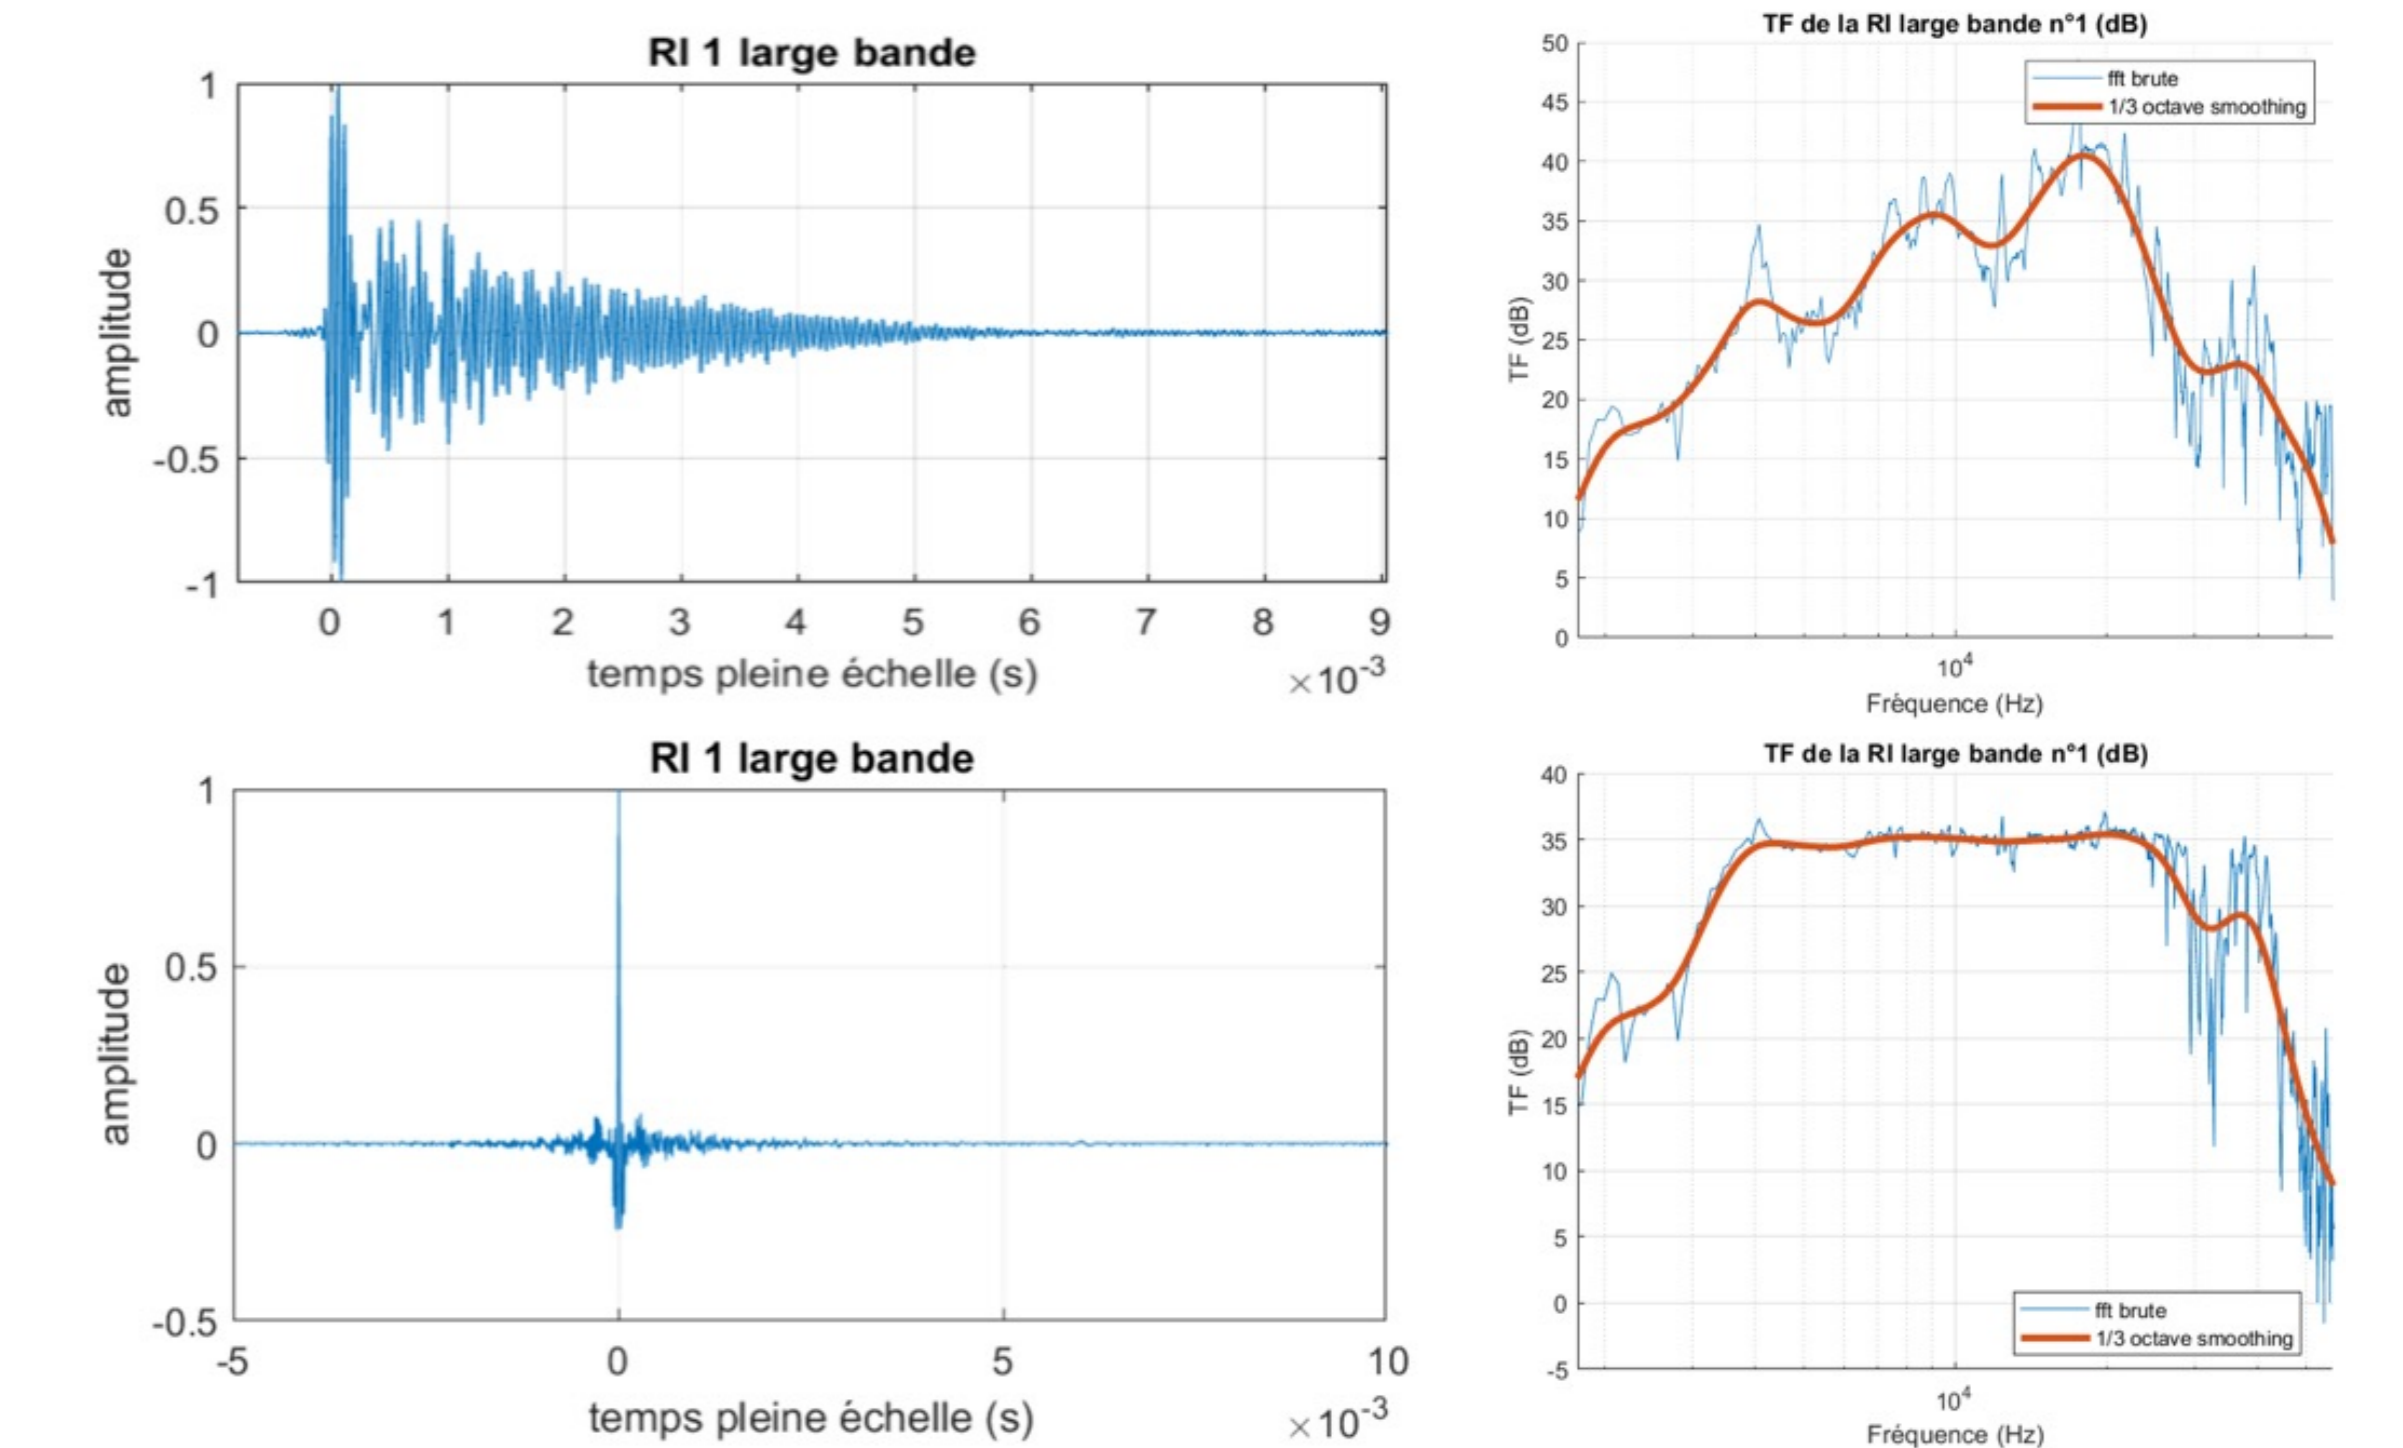 RI 1 large bande
1
0.5
0
-0.5
-1
amplitude
0 1 2 3 4 5 6 7 8 9
temps pleine échelle (s)
×10-3
TF de la RI large bande n°1 (dB)
50
45
40
35
30
25
20
15
10
5
0
TF (dB)
fft brute
1/3 octave smoothing
10^4
Fréquence (Hz)
RI 1 large bande
1
0.5
0
-0.5
amplitude
-5 0 5 10
temps pleine échelle (s)
×10-3
TF de la RI large bande n°1 (dB)
40
35
30
25
20
15
10
5
0
-5
TF (dB)
fft brute
1/3 octave smoothing
10^4
Fréquence (Hz)